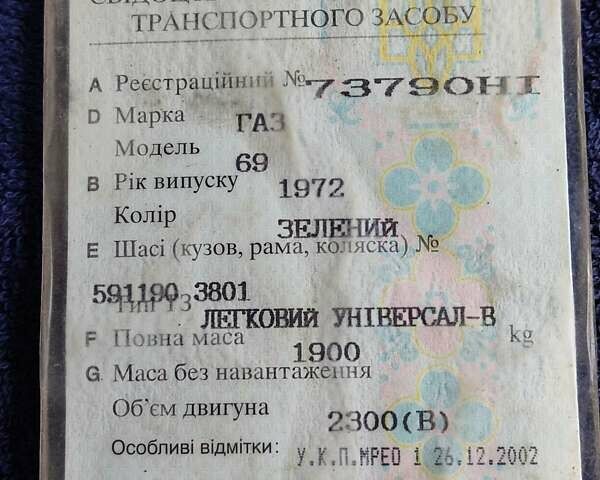 ТРАНСПОРТНОГО ЗАСОБУ
A Реєстраційний № 73790НІ
D Марка ГАЗ
Модель 69
B Рік випуску 1972
Колір ЗЕЛЕНИЙ
E Шасі (кузов, рама, коляска) №
591190 3801
Тип ТЗ ЛЕГКОВИЙ УНІВЕРСАЛ-В
F Повна маса 1900 kg
G Маса без навантаження
Об'єм двигуна 2300(В)
Особливі відмітки: У.К.П.МРЕО 1 26.12.2002